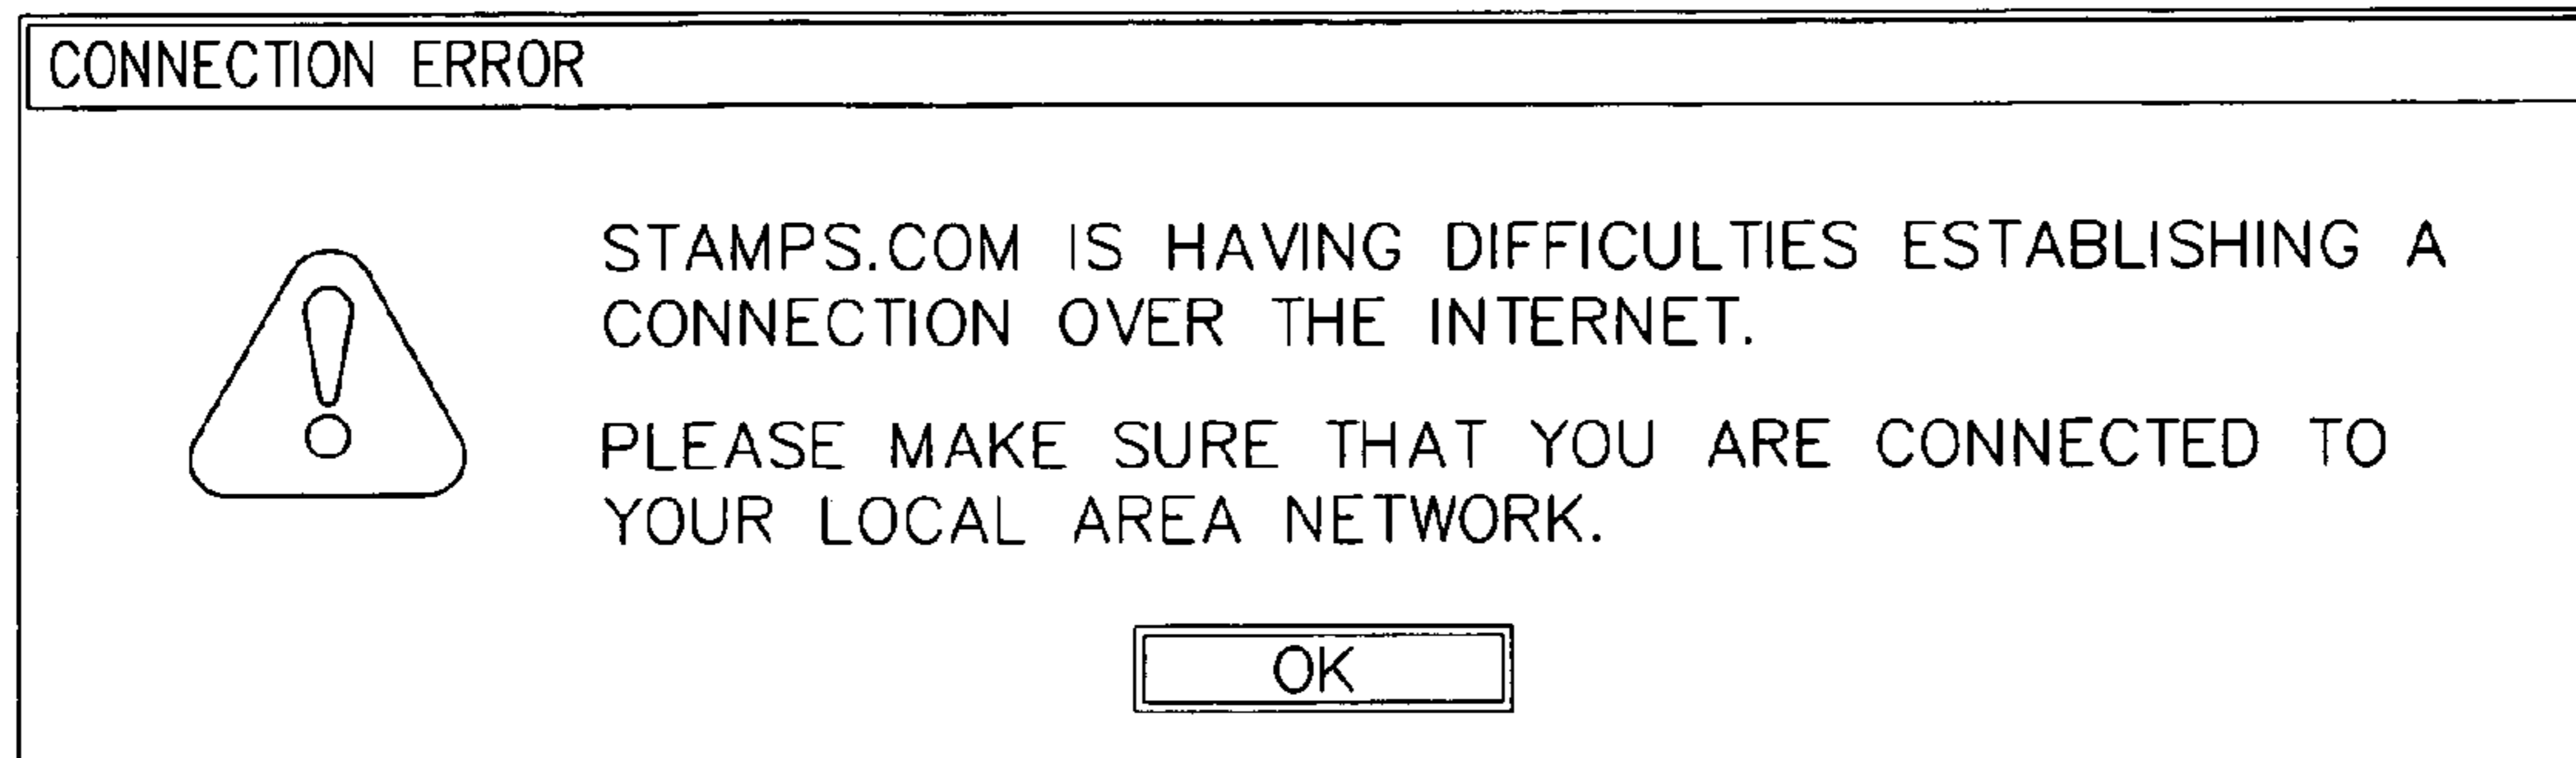 CONNECTION ERROR
STAMPS.COM IS HAVING DIFFICULTIES ESTABLISHING A
CONNECTION OVER THE INTERNET.
PLEASE MAKE SURE THAT YOU ARE CONNECTED TO
YOUR LOCAL AREA NETWORK.
OK